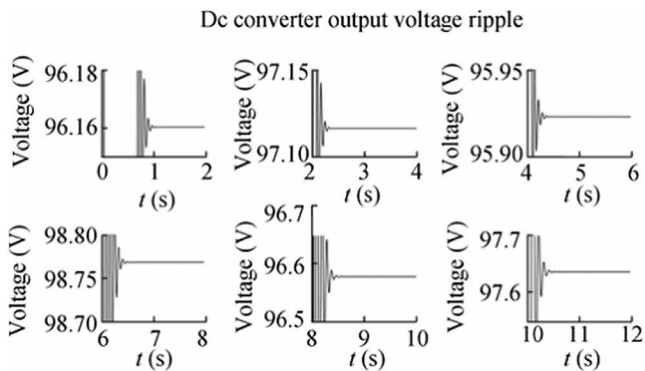 Dc converter output voltage ripple
Voltage (V)
96.18
96.16
0 1 2
t (s)
Voltage (V)
97.15
97.10
2 3 4
t (s)
Voltage (V)
95.95
95.90
4 5 6
t (s)
Voltage (V)
98.80
98.75
98.70
6 7 8
t (s)
Voltage (V)
96.7
96.6
96.5
8 9 10
t (s)
Voltage (V)
97.7
97.6
10 11 12
t (s)